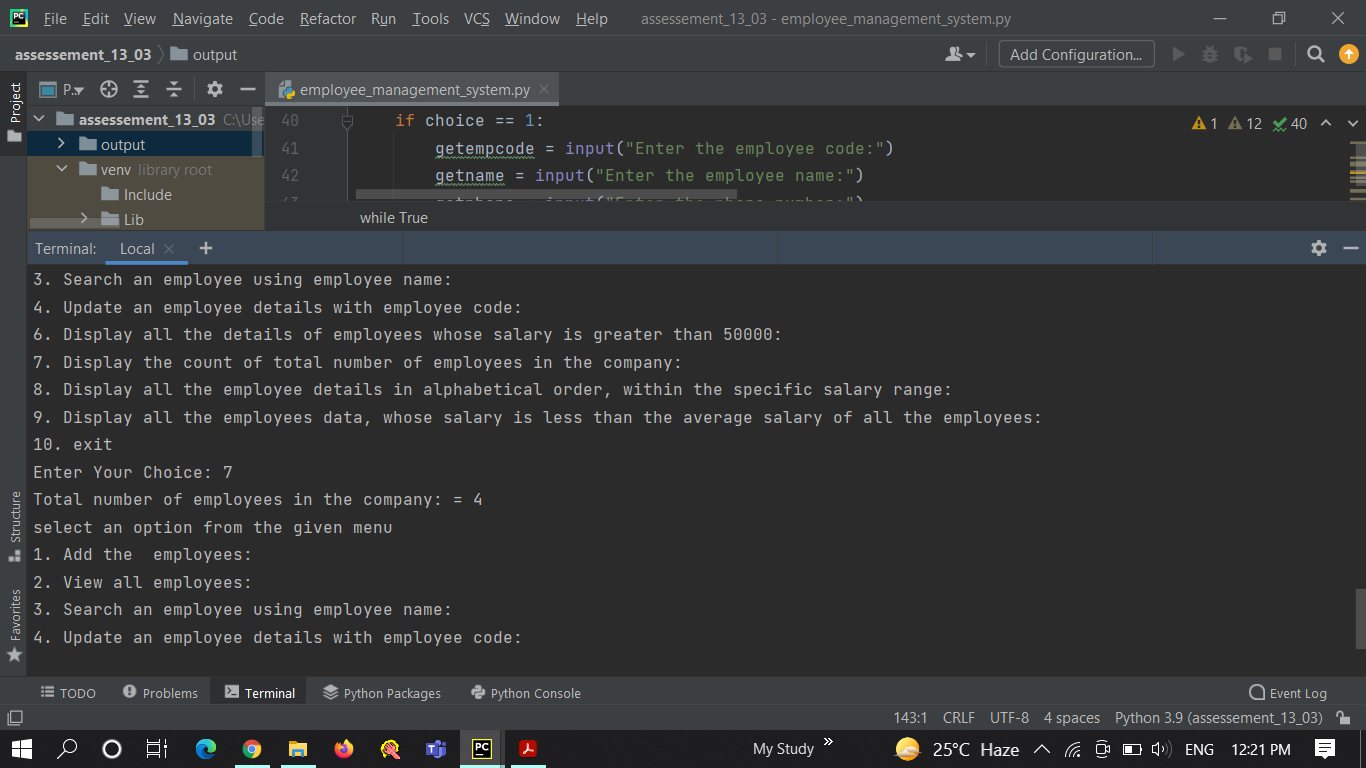 File Edit View Navigate Code Refactor Run Tools VCS Window Help assessement_13_03 - employee_management_system.py
assessement_13_03 output Add Configuration...
P.. employee_management_system.py
Project
assessement_13_03 C:\Use
output
venv library root
Include
Lib
40 if choice == 1:
41 getempcode = input("Enter the employee code:")
42 getname = input("Enter the employee name:")
1 12 40
while True
Terminal: Local
3. Search an employee using employee name:
4. Update an employee details with employee code:
6. Display all the details of employees whose salary is greater than 50000:
7. Display the count of total number of employees in the company:
8. Display all the employee details in alphabetical order, within the specific salary range:
9. Display all the employees data, whose salary is less than the average salary of all the employees:
10. exit
Enter Your Choice: 7
Total number of employees in the company: = 4
select an option from the given menu
1. Add the  employees:
2. View all employees:
3. Search an employee using employee name:
4. Update an employee details with employee code:
Structure
Favorites
TODO Problems Terminal Python Packages Python Console Event Log
143:1 CRLF UTF-8 4 spaces Python 3.9 (assessement_13_03)
PC My Study » 25°C Haze ENG 12:21 PM